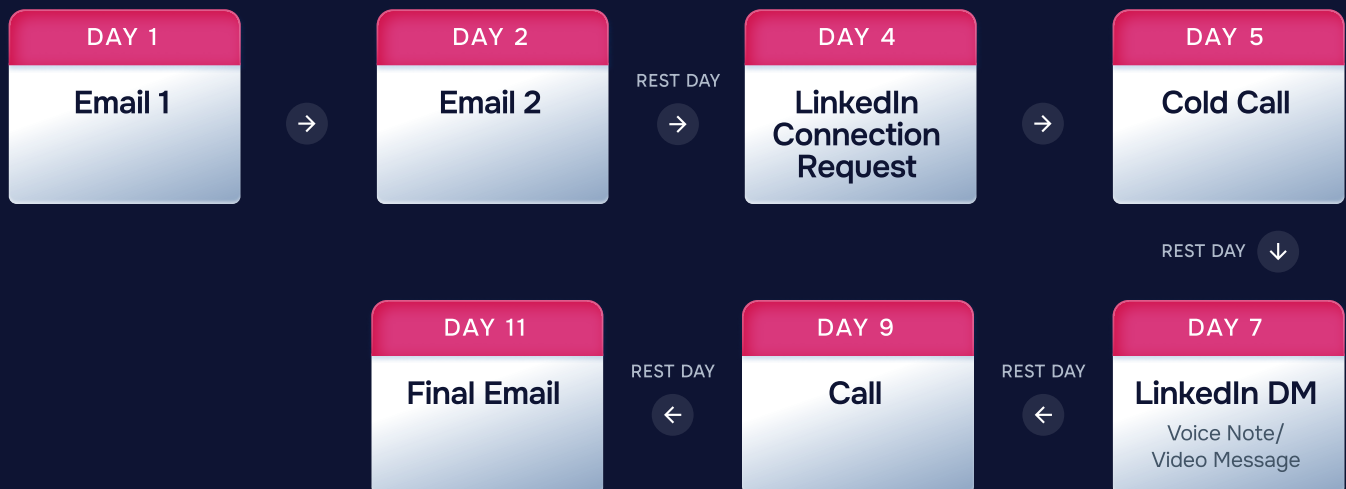 DAY 1
Email 1
DAY 2
Email 2
REST DAY
DAY 4
LinkedIn
Connection
Request
DAY 5
Cold Call
REST DAY
DAY 7
LinkedIn DM
Voice Note/
Video Message
REST DAY
DAY 9
Call
REST DAY
DAY 11
Final Email